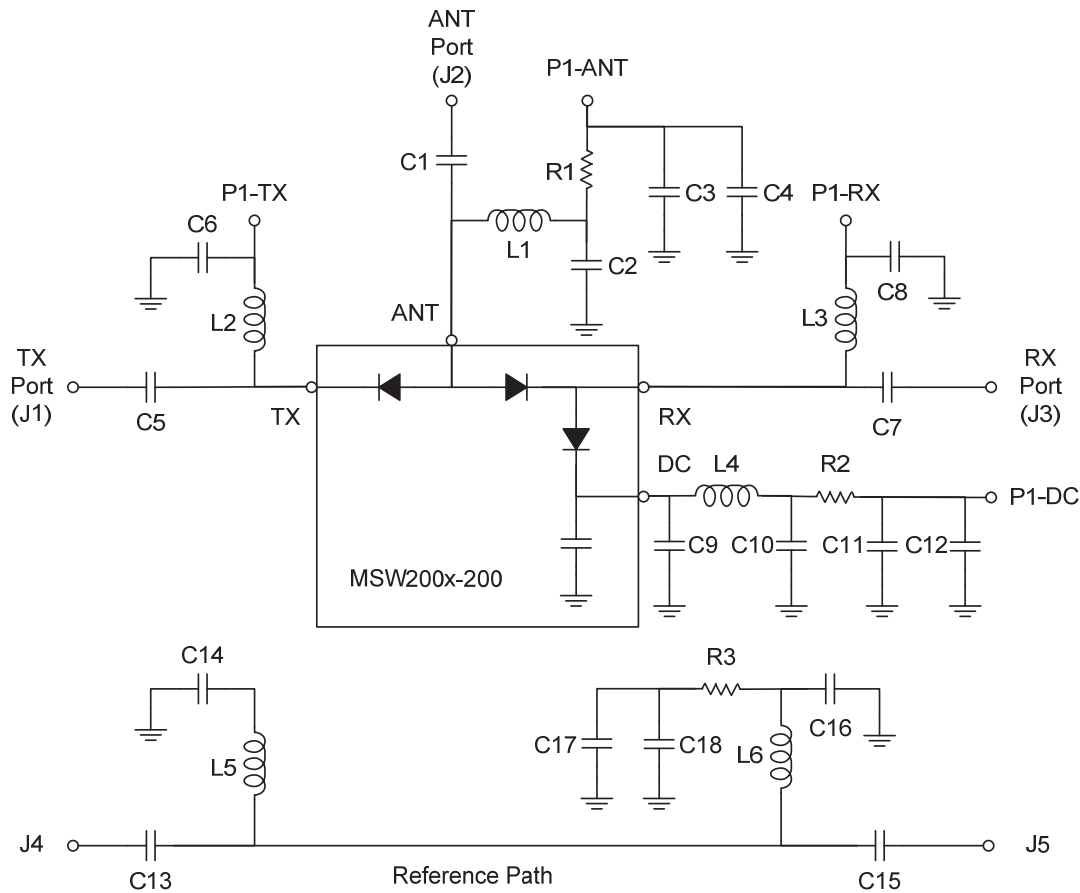 ANT
Port
(J2)
P1-ANT
C1
R1
C3
C4
P1-TX
P1-RX
C6
L1
C2
C8
L2
ANT
L3
TX
Port
(J1)
RX
Port
(J3)
C5
TX
RX
C7
DC
L4
R2
P1-DC
C9
C10
C11
C12
MSW200x-200
C14
R3
C17
C18
C16
L5
L6
J4
J5
C13
Reference Path
C15